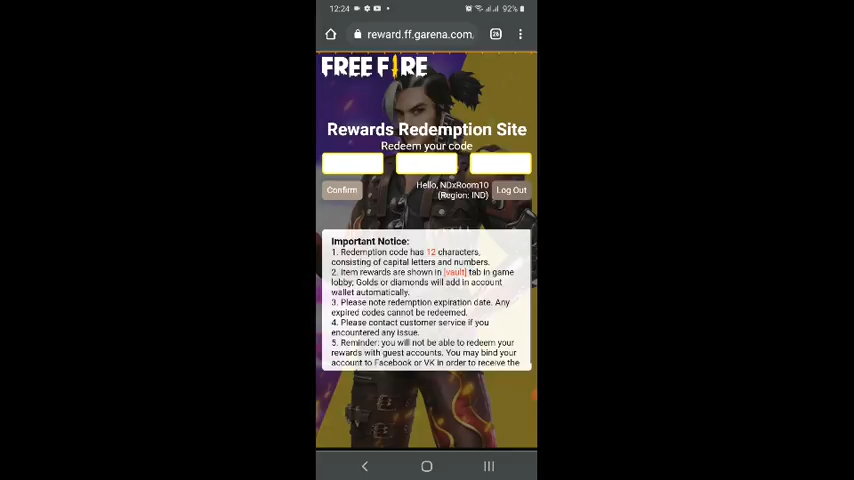 12:24 92%
reward.ff.garena.com. 26
FREE FIRE
Rewards Redemption Site
Redeem your code
Confirm
Hello, NDxRoom10
(Region: IND)
Log Out
Important Notice:
1. Redemption code has 12 characters,
consisting of capital letters and numbers.
2. Item rewards are shown in [vault] tab in game
lobby; Golds or diamonds will add in account
wallet automatically.
3. Please note redemption expiration date. Any
expired codes cannot be redeemed.
4. Please contact customer service if you
encountered any issue.
5. Reminder: you will not be able to redeem your
rewards with guest accounts. You may bind your
account to Facebook or VK in order to receive the